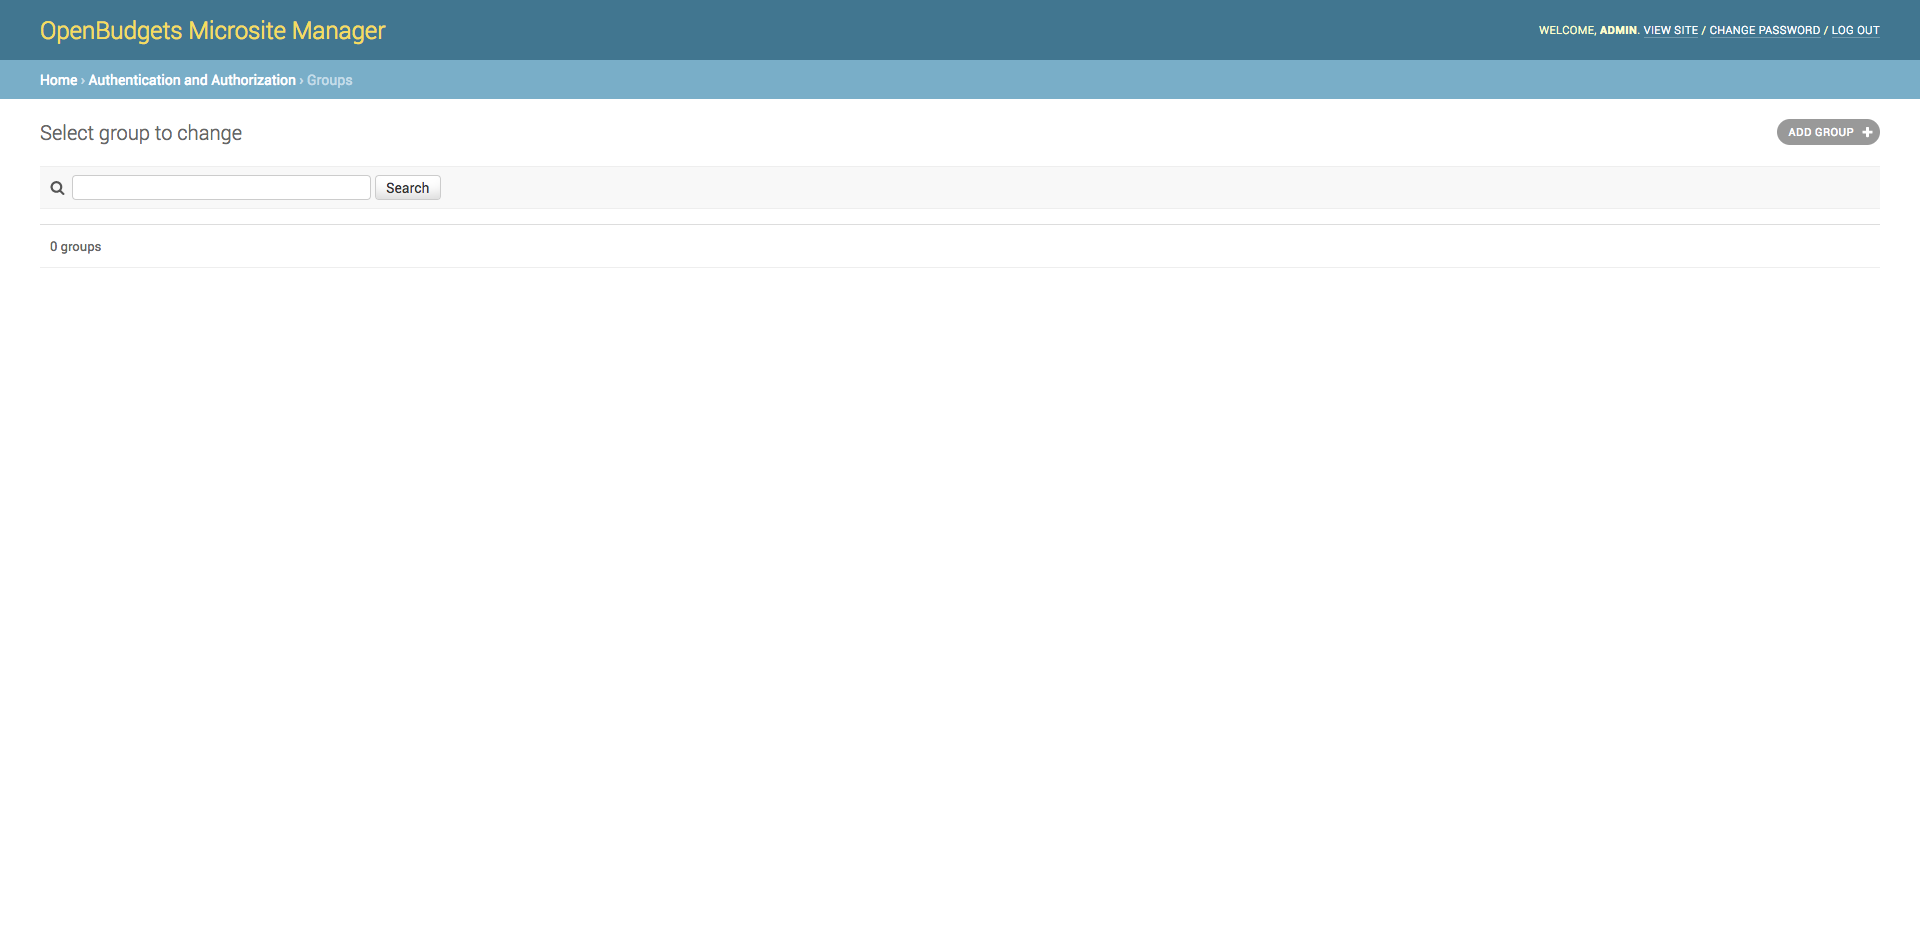 OpenBudgets Microsite Manager
WELCOME, ADMIN. VIEW SITE / CHANGE PASSWORD / LOG OUT
Home › Authentication and Authorization › Groups
Select group to change
ADD GROUP +
Search
0 groups